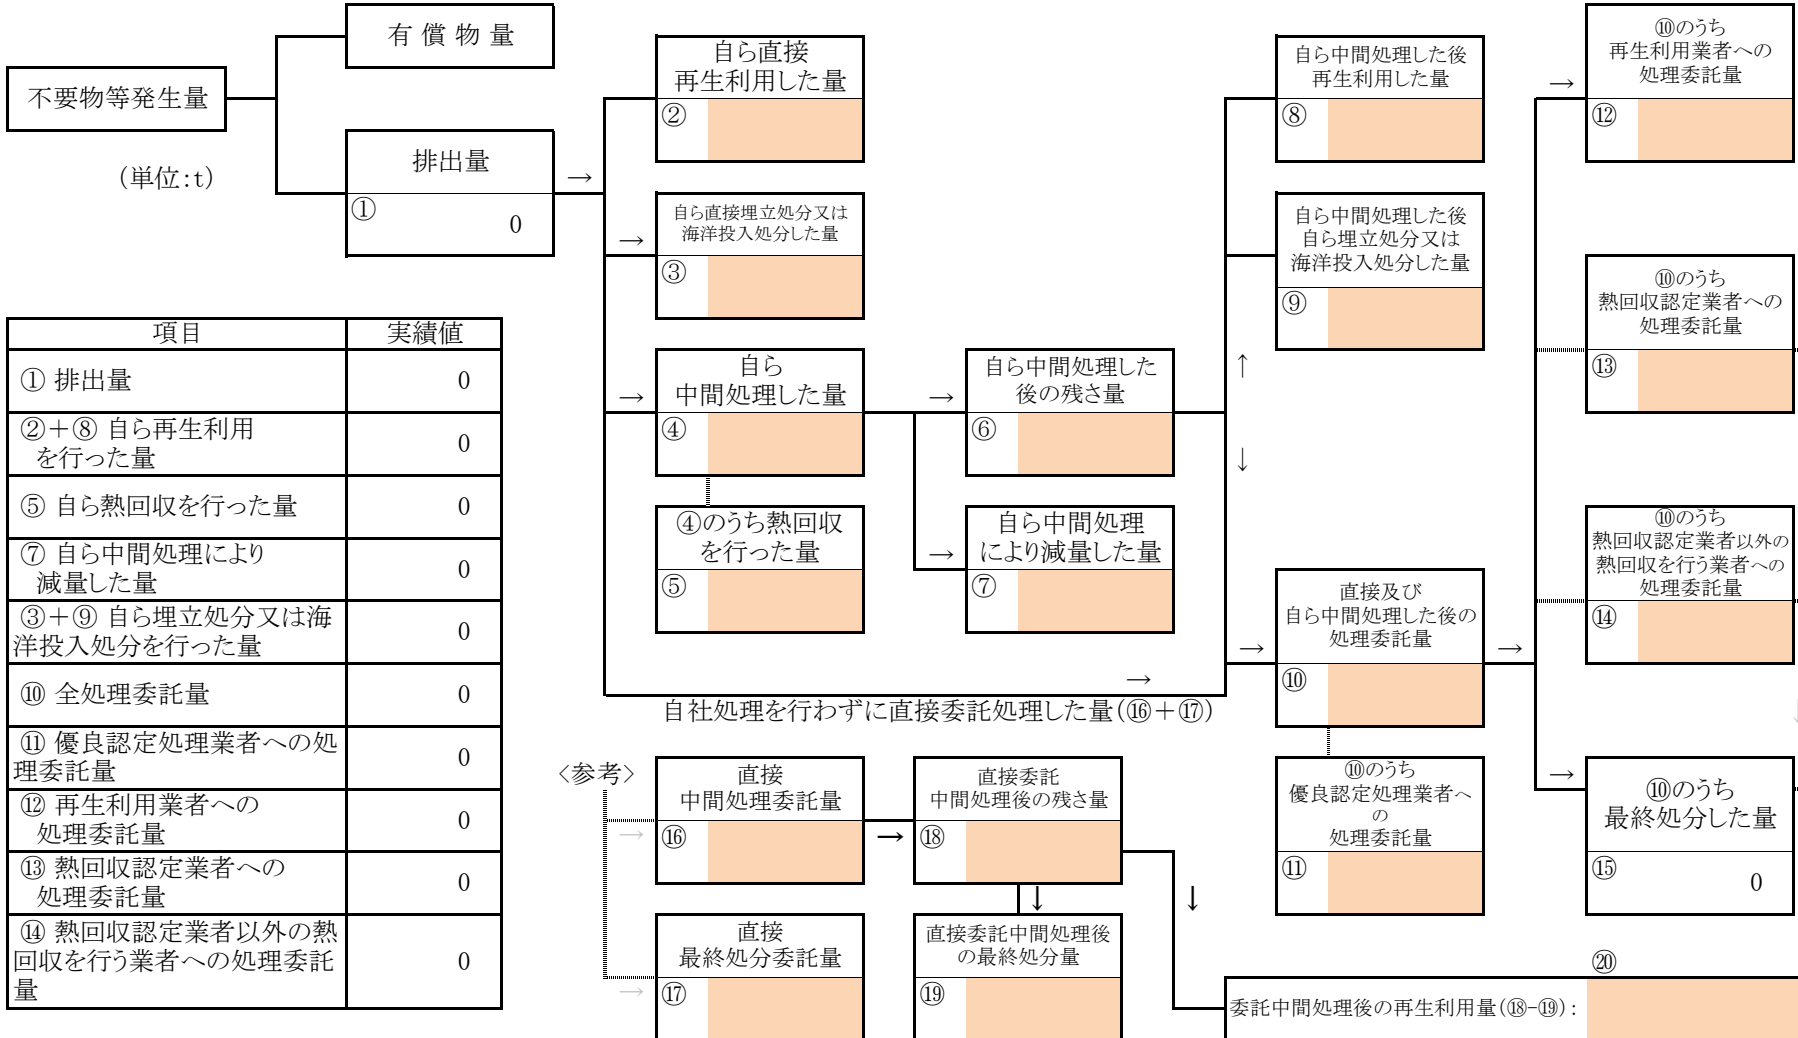 有償物量
不要物等発生量
(単位:t)
排出量
①
0
→
自ら直接
再生利用した量
②
→
自ら直接埋立処分又は
海洋投入処分した量
③
→
自ら
中間処理した量
④
④のうち熱回収
を行った量
⑤
→
自ら中間処理した
後の残さ量
⑥
→
自ら中間処理
により減量した量
⑦
自ら中間処理した後
再生利用した量
⑧
自ら中間処理した後
自ら埋立処分又は
海洋投入処分した量
⑨
↑
↓
→
自社処理を行わずに直接委託処理した量(⑯+⑰)
→
直接及び
自ら中間処理した後の
処理委託量
⑩
→
⑩のうち
優良認定処理業者へ
の
処理委託量
⑪
→
⑩のうち
再生利用業者への
処理委託量
⑫
⑩のうち
熱回収認定業者への
処理委託量
⑬
⑩のうち
熱回収認定業者以外の
熱回収を行う業者への
処理委託量
⑭
↓
→
⑩のうち
最終処分した量
⑮
0
項目
実績値
① 排出量
0
②+⑧ 自ら再生利用
を行った量
0
⑤ 自ら熱回収を行った量
0
⑦ 自ら中間処理により
減量した量
0
③+⑨ 自ら埋立処分又は海
洋投入処分を行った量
0
⑩ 全処理委託量
0
⑪ 優良認定処理業者への処
理委託量
0
⑫ 再生利用業者への
処理委託量
0
⑬ 熱回収認定業者への
処理委託量
0
⑭ 熱回収認定業者以外の熱
回収を行う業者への処理委託
量
0
<参考>
→
直接
中間処理委託量
⑯
→
直接委託
中間処理後の残さ量
⑱
↓
↓
→
直接
最終処分委託量
⑰
直接委託中間処理後
の最終処分量
⑲
⑳
委託中間処理後の再生利用量(⑱-⑲):